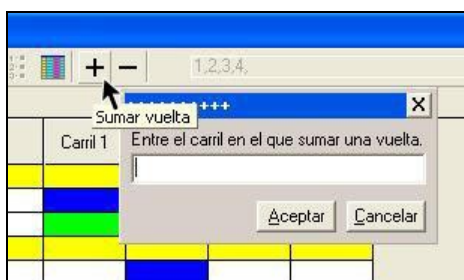 + −
1,2,3,4,
Sumar vuelta
++++++++++
X
Carril 1
Entre el carril en el que sumar una vuelta.
Aceptar Cancelar